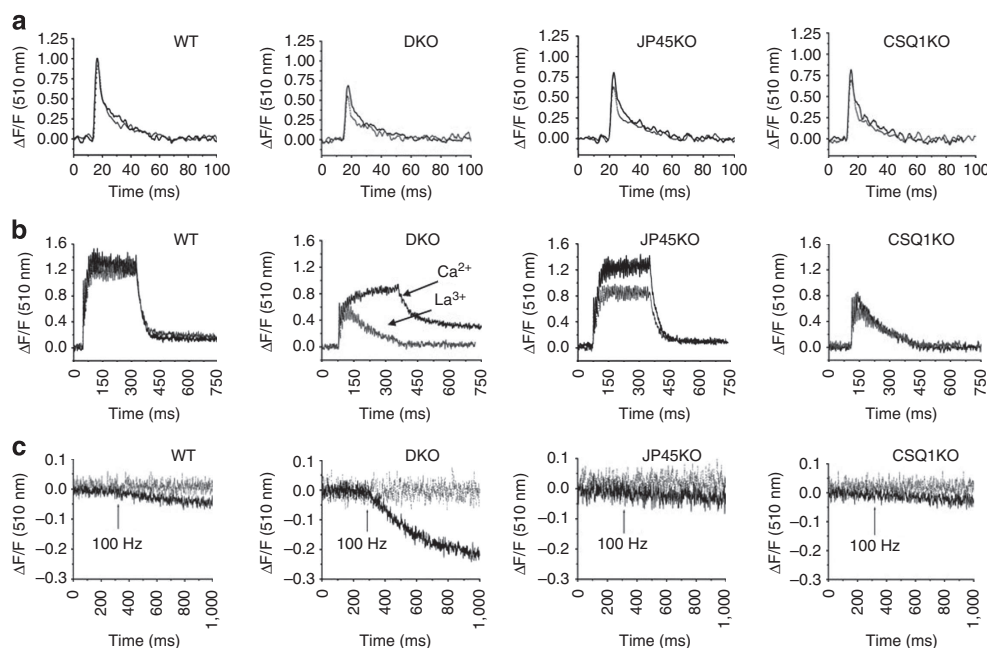 a
WT
DKO
JP45KO
CSQ1KO
ΔF/F (510 nm)
1.25
1.00
0.75
0.50
0.25
0.00
0 20 40 60 80 100
Time (ms)
ΔF/F (510 nm)
1.25
1.00
0.75
0.50
0.25
0.00
0 20 40 60 80 100
Time (ms)
ΔF/F (510 nm)
1.25
1.00
0.75
0.50
0.25
0.00
0 20 40 60 80 100
Time (ms)
ΔF/F (510 nm)
1.25
1.00
0.75
0.50
0.25
0.00
0 20 40 60 80 100
Time (ms)
b
WT
DKO
JP45KO
CSQ1KO
ΔF/F (510 nm)
1.6
1.2
0.8
0.4
0.0
0 150 300 450 600 750
Time (ms)
ΔF/F (510 nm)
1.6
1.2
0.8
0.4
0.0
Ca²⁺
La³⁺
0 150 300 450 600 750
Time (ms)
ΔF/F (510 nm)
1.6
1.2
0.8
0.4
0.0
0 150 300 450 600 750
Time (ms)
ΔF/F (510 nm)
1.6
1.2
0.8
0.4
0.0
0 150 300 450 600 750
Time (ms)
c
WT
DKO
JP45KO
CSQ1KO
ΔF/F (510 nm)
0.1
0.0
–0.1
–0.2
–0.3
100 Hz
0 200 400 600 800 1,000
Time (ms)
ΔF/F (510 nm)
0.1
0.0
–0.1
–0.2
–0.3
100 Hz
0 200 400 600 800 1,000
Time (ms)
ΔF/F (510 nm)
0.1
0.0
–0.1
–0.2
–0.3
100 Hz
0 200 400 600 800 1,000
Time (ms)
ΔF/F (510 nm)
0.1
0.0
–0.1
–0.2
–0.3
100 Hz
0 200 400 600 800 1,000
Time (ms)